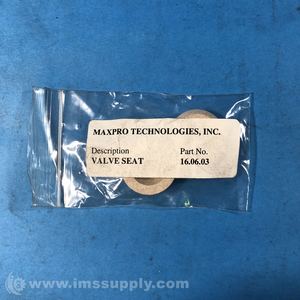 MAXPRO TECHNOLOGIES, INC.
Description Part No.
VALVE SEAT 16.06.03
© www.imssupply.com